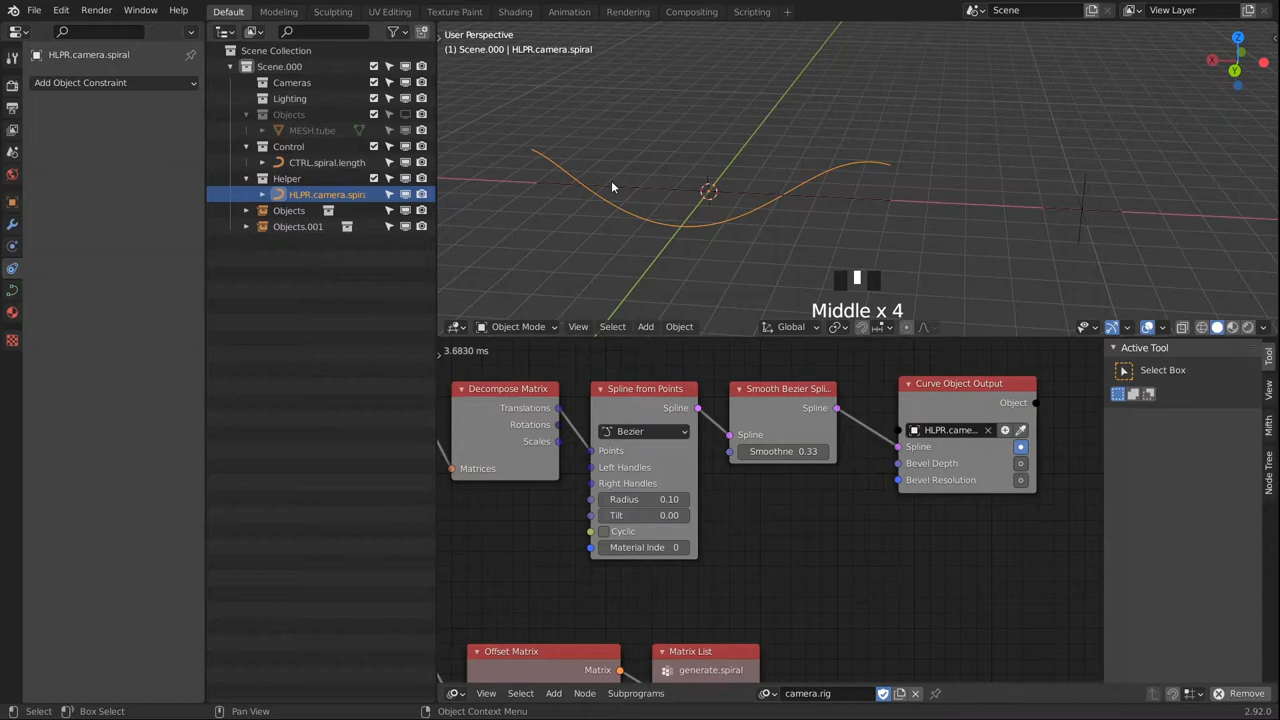 File Edit Render Window Help
Default Modeling Sculpting UV Editing Texture Paint Shading Animation Rendering Compositing Scripting +
Scene
View Layer
HLPR.camera.spiral
Add Object Constraint
Scene Collection
Scene.000
Cameras
Lighting
Objects
MESH.tube
Control
CTRL.spiral.length
Helper
HLPR.camera.spira
Objects
Objects.001
User Perspective
(1) Scene.000 | HLPR.camera.spiral
Z
X
Y
Middle x 4
Object Mode View Select Add Object
Global
3.6830 ms
Decompose Matrix
Translations
Rotations
Scales
Matrices
Spline from Points
Spline
Bezier
Points
Left Handles
Right Handles
Radius 0.10
Tilt 0.00
Cyclic
Material Inde 0
Smooth Bezier Spli...
Spline
Spline
Smoothne 0.33
Curve Object Output
Object
HLPR.came...
Spline
Bevel Depth
Bevel Resolution
Offset Matrix
Matrix
Matrix List
generate.spiral
Active Tool
Select Box
Tool
View
Mifth
Node Tree
View Select Add Node Subprograms
camera.rig
Remove
Select
Box Select
Pan View
Object Context Menu
2.92.0